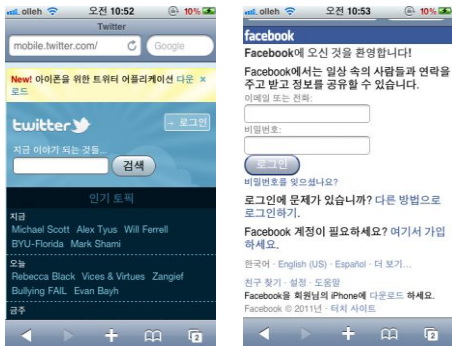 olleh 오전 10:52 10%
Twitter
mobile.twitter.com/ Google
New! 아이폰을 위한 트위터 어플리케이션 다운 ×
로드
twitter → 로그인
지금 이야기 되는 것들...
검색
인기 토픽
지금
Michael Scott Alex Tyus Will Ferrell
BYU-Florida Mark Shami
오늘
Rebecca Black Vices & Virtues Zangief
Bullying FAIL Evan Bayh
금주
2
olleh 오전 10:53 10%
facebook
Facebook에 오신 것을 환영합니다!
Facebook에서는 일상 속의 사람들과 연락을
주고 받고 정보를 공유할 수 있습니다.
이메일 또는 전화:
비밀번호:
로그인
비밀번호를 잊으셨나요?
로그인에 문제가 있습니까? 다른 방법으로
로그인하기.
Facebook 계정이 필요하세요? 여기서 가입
하세요.
한국어 · English (US) · Español · 더 보기…
친구 찾기 · 설정 · 도움말
Facebook을 회원님의 iPhone에 다운로드 하세요.
Facebook © 2011년 · 터치 사이트
2